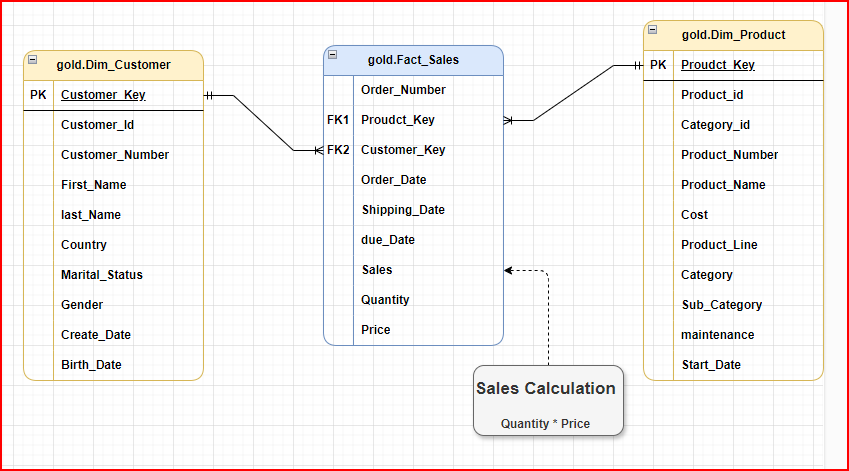 gold.Dim_Customer
PK Customer_Key
Customer_Id
Customer_Number
First_Name
last_Name
Country
Marital_Status
Gender
Create_Date
Birth_Date
gold.Fact_Sales
Order_Number
FK1 Proudct_Key
FK2 Customer_Key
Order_Date
Shipping_Date
due_Date
Sales
Quantity
Price
Sales Calculation
Quantity * Price
gold.Dim_Product
PK Proudct_Key
Product_id
Category_id
Product_Number
Product_Name
Cost
Product_Line
Category
Sub_Category
maintenance
Start_Date